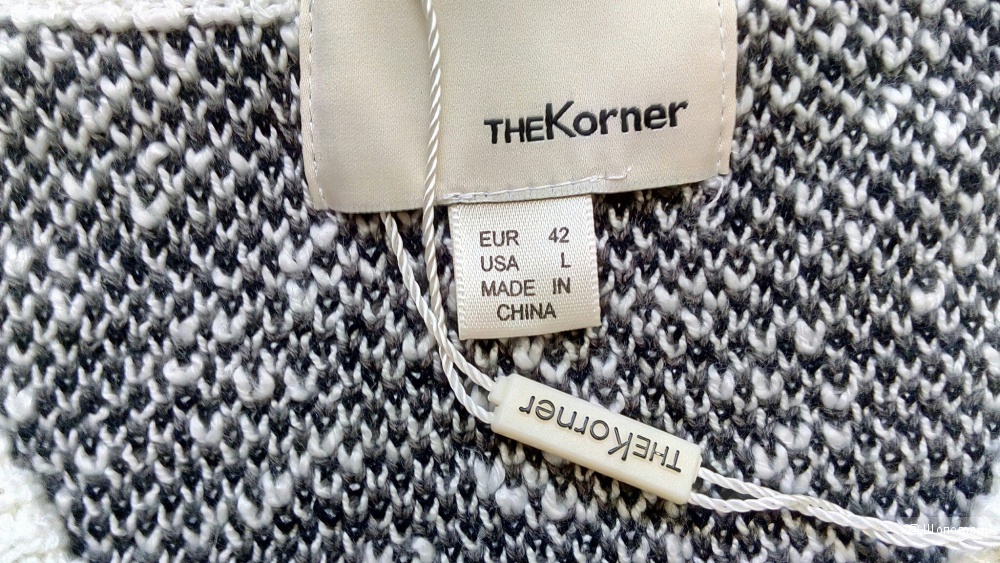 THEKorner
EUR 42
USA L
MADE IN
CHINA
THEKorner